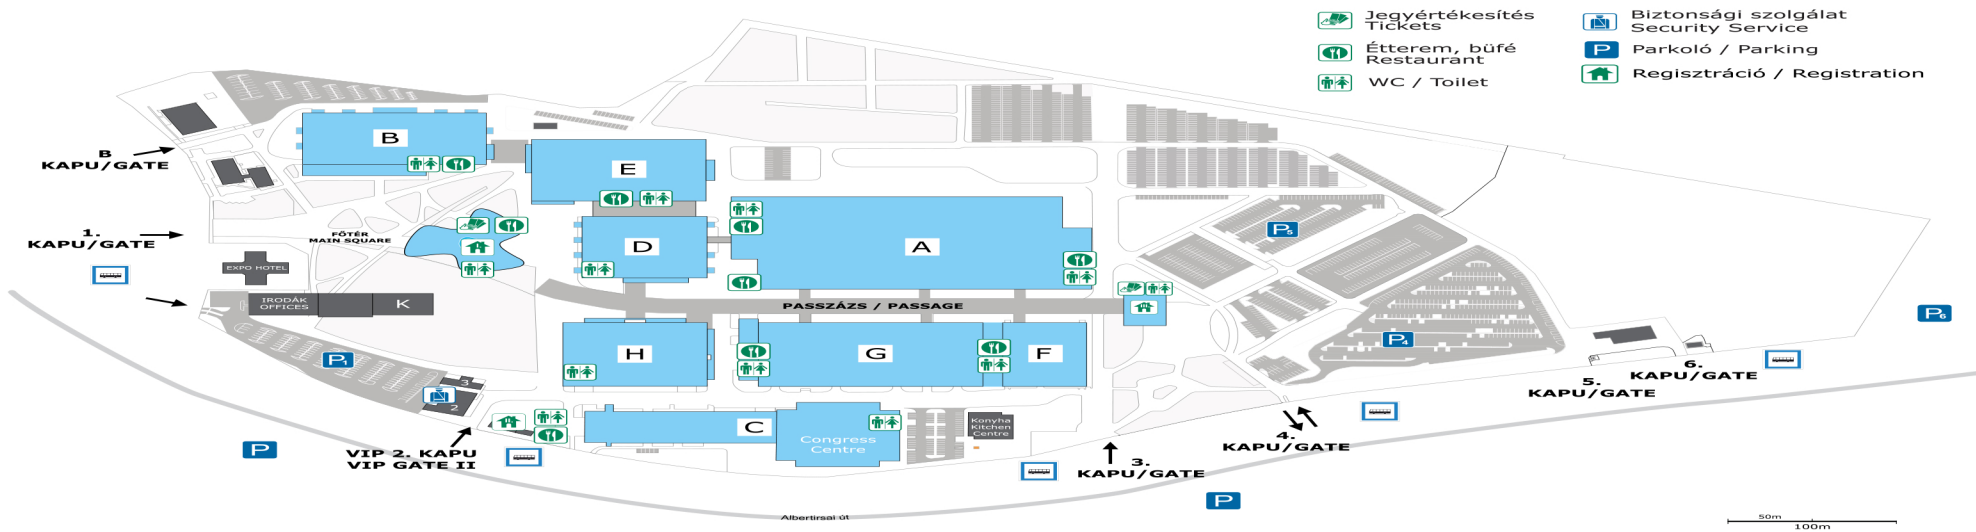 Jegyértékesítés
Tickets
Étterem, büfé
Restaurant
WC / Toilet
Biztonsági szolgálat
Security Service
P
Parkoló / Parking
Regisztráció / Registration
B
KAPU/GATE
B
E
1.
KAPU/GATE
FŐTÉR
MAIN SQUARE
D
A
P5
EXPO HOTEL
IRODÁK
OFFICES
K
PASSZÁZS / PASSAGE
P6
P1
H
G
F
P4
3
2
5.
KAPU/GATE
6.
KAPU/GATE
C
Congress
Centre
Konyha
Kitchen
Centre
VIP 2. KAPU
VIP GATE II
P
3.
KAPU/GATE
4.
KAPU/GATE
P
Albertirsai út
50m
100m